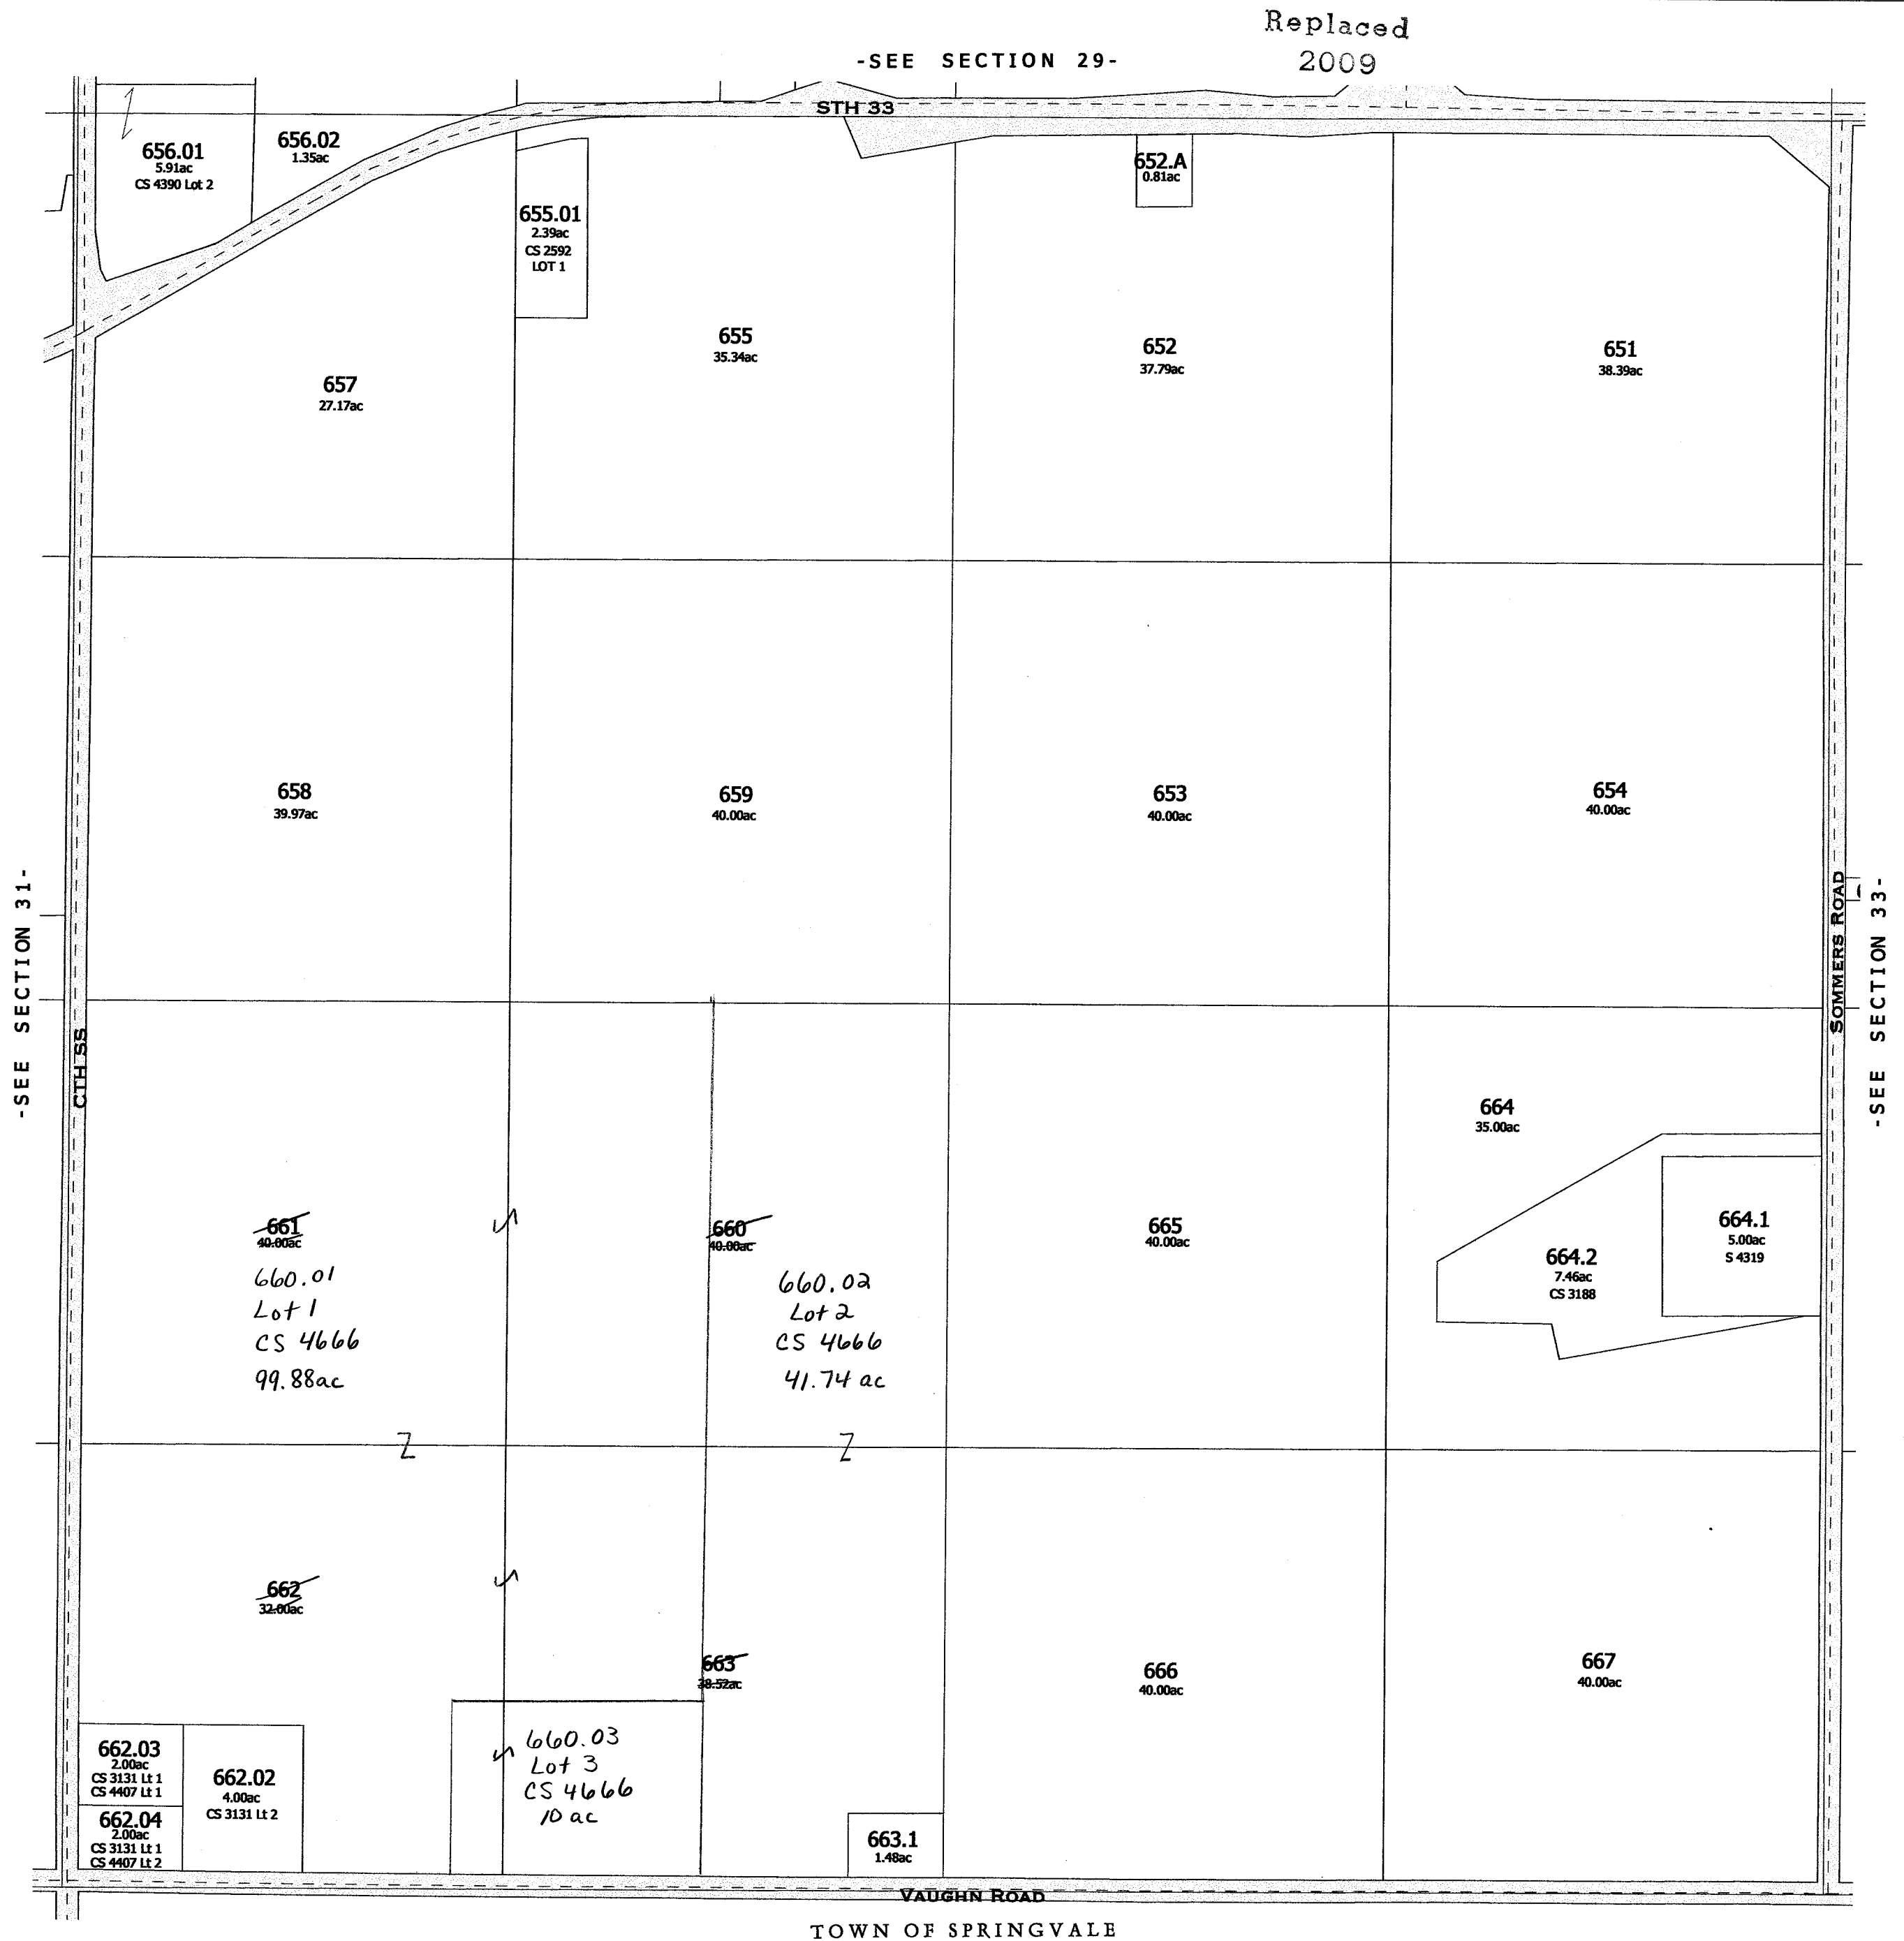 Replaced
2009
-SEE SECTION 29-
STH 33
656.01
5.91ac
CS 4390 Lot 2
656.02
1.35ac
655.01
2.39ac
CS 2592
LOT 1
652.A
0.81ac
657
27.17ac
655
35.34ac
652
37.79ac
651
38.39ac
658
39.97ac
659
40.00ac
653
40.00ac
654
40.00ac
-SEE SECTION 31-
CTH SS
SOMMERS ROAD
-SEE SECTION 33-
661
40.00ac
660.01
Lot 1
CS 4666
99.88ac
660
40.00ac
660.02
Lot 2
CS 4666
41.74 ac
665
40.00ac
664
35.00ac
664.2
7.46ac
CS 3188
664.1
5.00ac
S 4319
662
32.00ac
663
38.52ac
666
40.00ac
667
40.00ac
662.03
2.00ac
CS 3131 Lt 1
CS 4407 Lt 1
662.04
2.00ac
CS 3131 Lt 1
CS 4407 Lt 2
662.02
4.00ac
CS 3131 Lt 2
660.03
Lot 3
CS 4666
10 ac
663.1
1.48ac
VAUGHN ROAD
TOWN OF SPRINGVALE